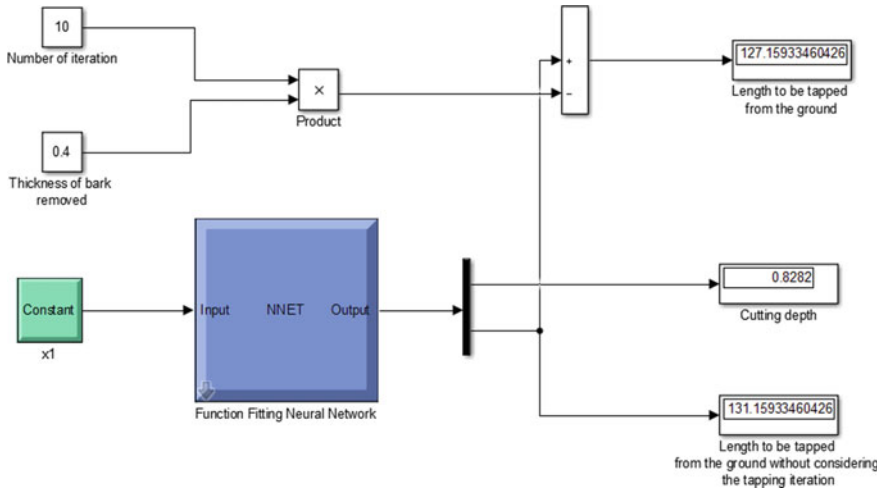 10
Number of iteration
×
Product
0.4
Thickness of bark
removed
+
−
127.15933460426
Length to be tapped
from the ground
Constant
x1
Input NNET Output
Function Fitting Neural Network
0.8282
Cutting depth
131.15933460426
Length to be tapped
from the ground without considering
the tapping iteration